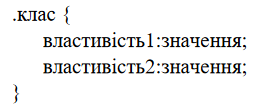 .клас {
властивість1:значення;
властивість2:значення;
}